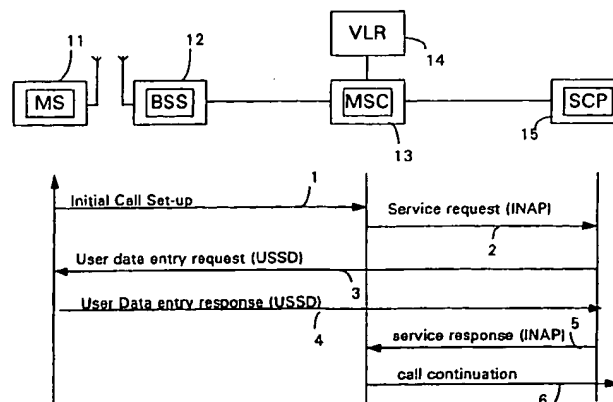 11
12
VLR
14
MS
BSS
MSC
SCP
13
15
1
Initial Call Set-up
Service request (INAP)
2
User data entry request (USSD)
3
User Data entry response (USSD)
4
5
service response (INAP)
call continuation
6